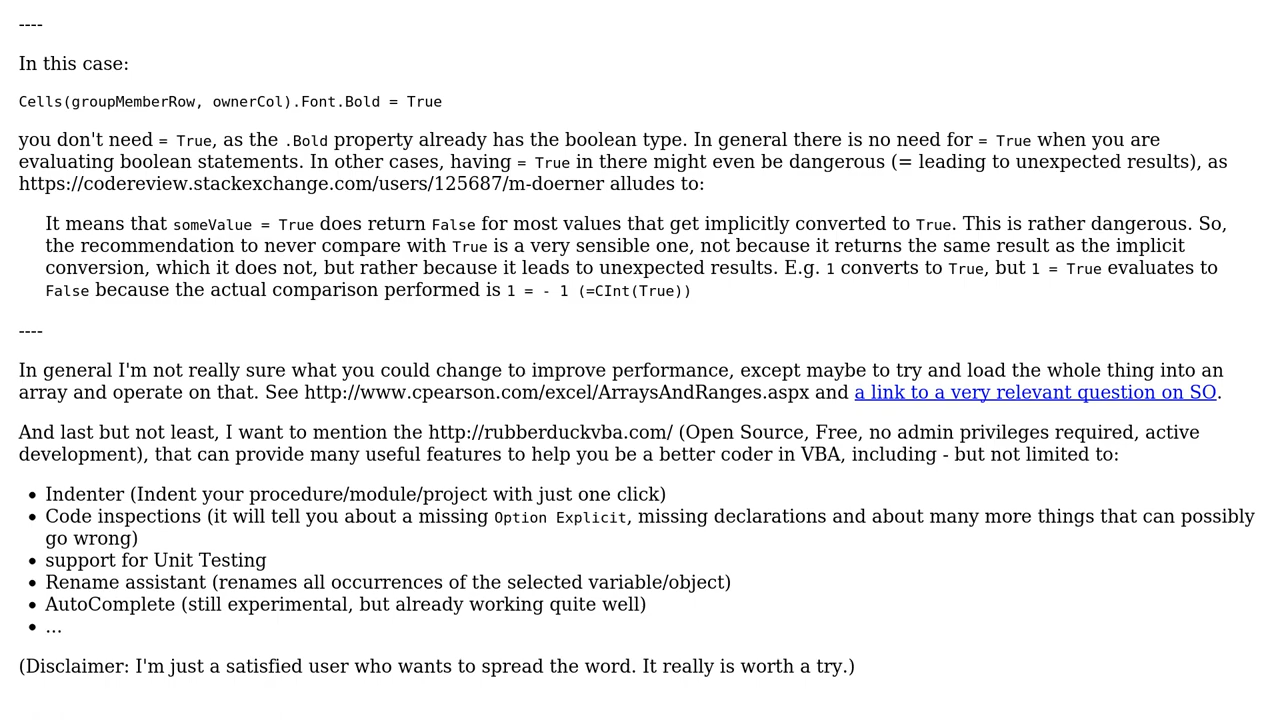 ----
In this case:
Cells(groupMemberRow, ownerCol).Font.Bold = True
you don't need = True, as the .Bold property already has the boolean type. In general there is no need for = True when you are
evaluating boolean statements. In other cases, having = True in there might even be dangerous (= leading to unexpected results), as
https://codereview.stackexchange.com/users/125687/m-doerner alludes to:
It means that someValue = True does return False for most values that get implicitly converted to True. This is rather dangerous. So,
the recommendation to never compare with True is a very sensible one, not because it returns the same result as the implicit
conversion, which it does not, but rather because it leads to unexpected results. E.g. 1 converts to True, but 1 = True evaluates to
False because the actual comparison performed is 1 = - 1 (=CInt(True))
----
In general I'm not really sure what you could change to improve performance, except maybe to try and load the whole thing into an
array and operate on that. See http://www.cpearson.com/excel/ArraysAndRanges.aspx and a link to a very relevant question on SO.
And last but not least, I want to mention the http://rubberduckvba.com/ (Open Source, Free, no admin privileges required, active
development), that can provide many useful features to help you be a better coder in VBA, including - but not limited to:
• Indenter (Indent your procedure/module/project with just one click)
• Code inspections (it will tell you about a missing Option Explicit, missing declarations and about many more things that can possibly
go wrong)
• support for Unit Testing
• Rename assistant (renames all occurrences of the selected variable/object)
• AutoComplete (still experimental, but already working quite well)
• ...
(Disclaimer: I'm just a satisfied user who wants to spread the word. It really is worth a try.)